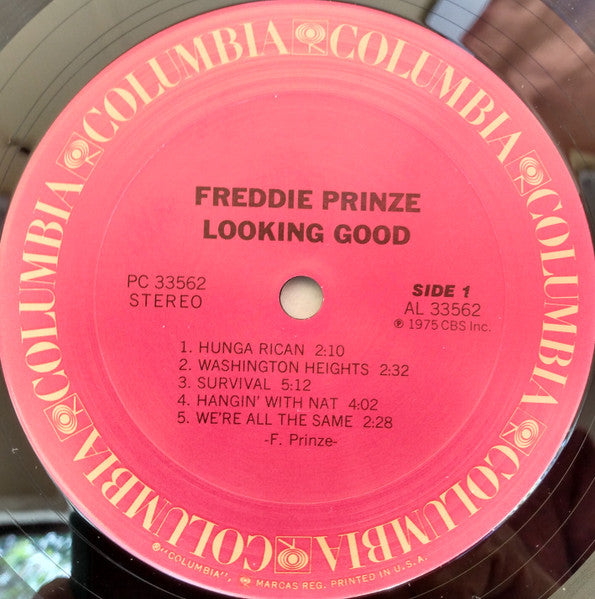 COLUMBIA COLUMBIA COLUMBIA COLUMBIA COLUMBIA COLUMBIA
FREDDIE PRINZE
LOOKING GOOD
PC 33562
STEREO
SIDE 1
AL 33562
℗ 1975 CBS Inc.
1. HUNGA RICAN 2:10
2. WASHINGTON HEIGHTS 2:32
3. SURVIVAL 5:12
4. HANGIN' WITH NAT 4:02
5. WE'RE ALL THE SAME 2:28
-F. Prinze-
®"COLUMBIA", MARCAS REG. PRINTED IN U.S.A.